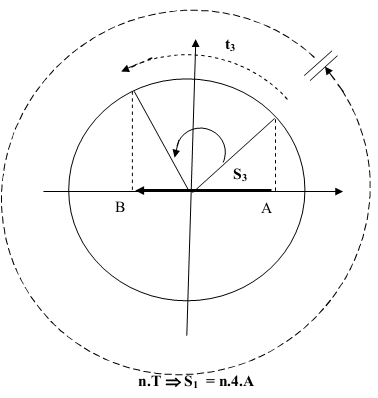 t₃
S₃
B
A
n.T ⇒ S₁ = n.4.A